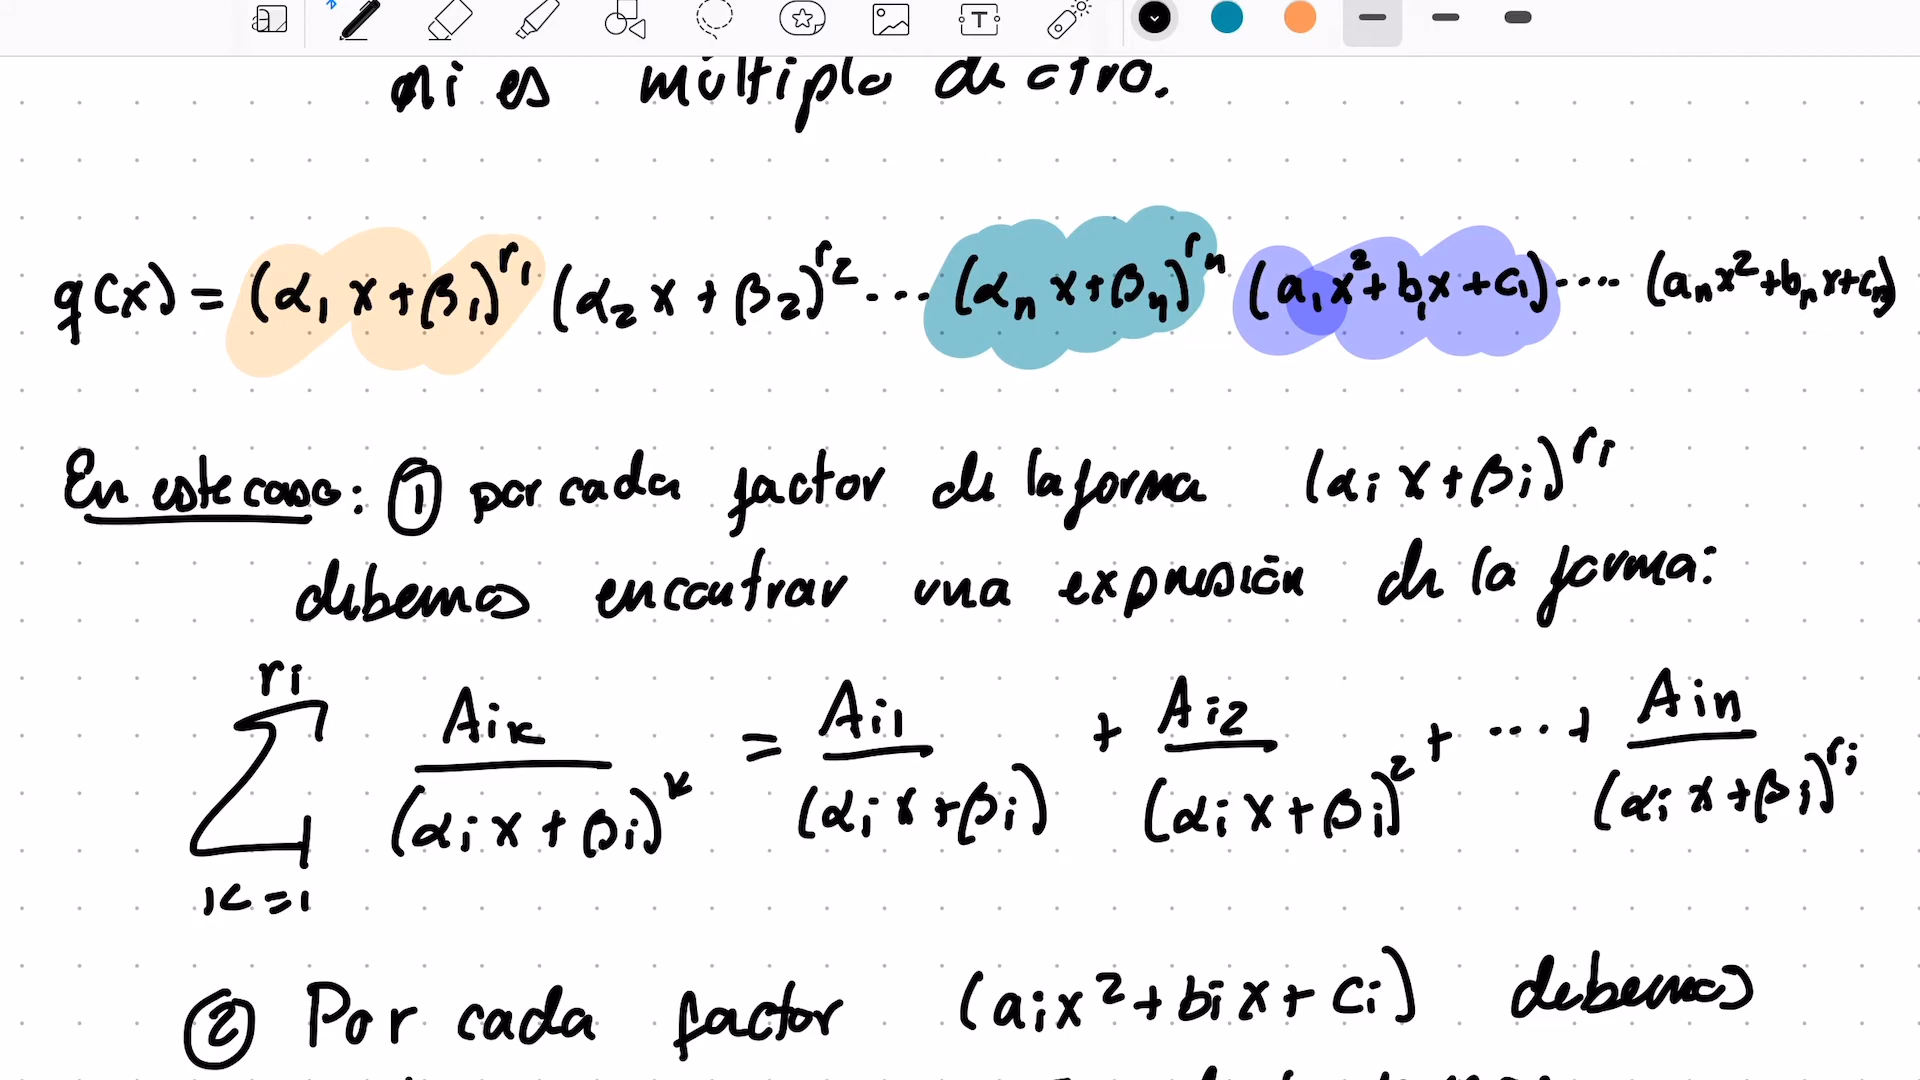 ni es múltiplo de otro.
q(x) = (α₁x+β₁)^r₁ (α₂x+β₂)^r₂ ... (αₙx+βₙ)^rₙ (a₁x²+b₁x+c₁) .... (aₙx²+bₙx+cₙ)
En este caso: ① por cada factor de la forma (αᵢx+βᵢ)^rᵢ
debemos encontrar una expresión de la forma:
∑_{k=1}^{ri} Aik/(αᵢx+βᵢ)^k = Ai1/(αᵢx+βᵢ) + Ai2/(αᵢx+βᵢ)² + ... + Ain/(αᵢx+βᵢ)^ri
② Por cada factor (aᵢx²+bᵢx+cᵢ) debemos